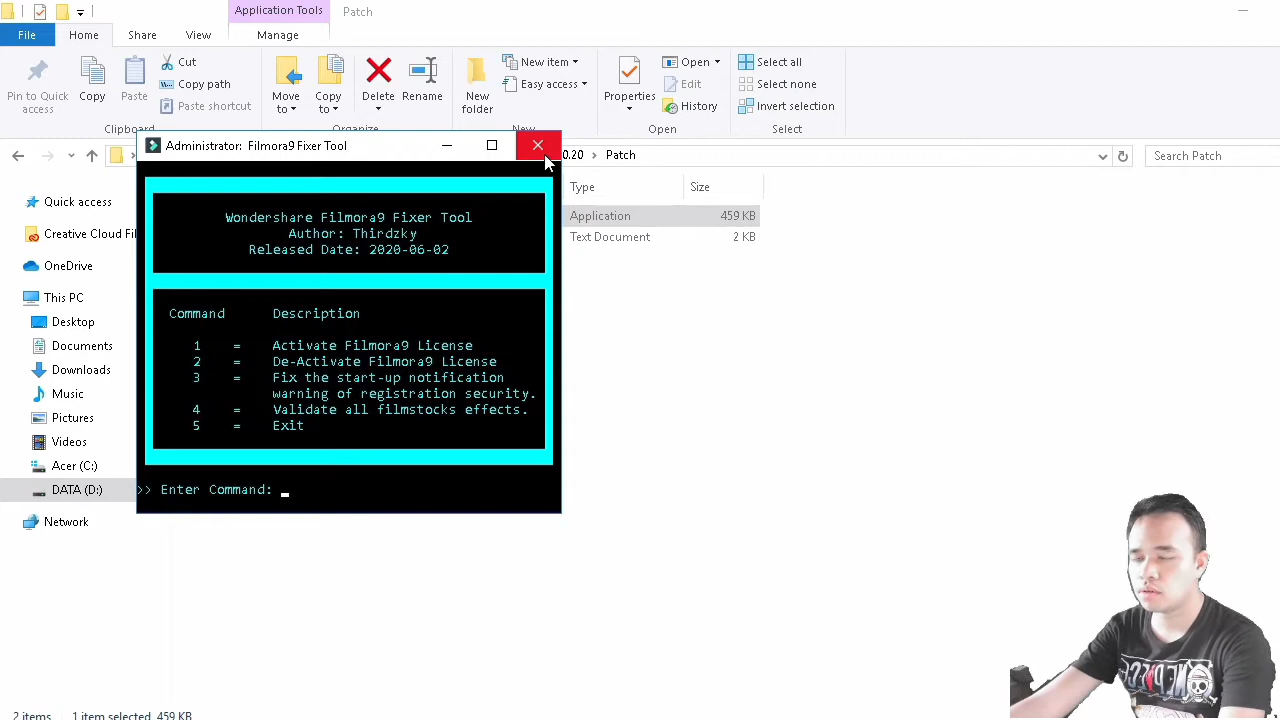 Application Tools
Patch
File
Home
Share
View
Manage
Pin to Quick access
Copy
Paste
Cut
Copy path
Paste shortcut
Clipboard
Move to
Copy to
Delete
Rename
Organize
New folder
New item
Easy access
New
Properties
Open
Edit
History
Open
Select all
Select none
Invert selection
Select
0.20
Patch
Search Patch
Administrator: Filmora9 Fixer Tool
Type
Size
Application
459 KB
Text Document
2 KB
Quick access
Creative Cloud Fil
OneDrive
This PC
Desktop
Documents
Downloads
Music
Pictures
Videos
Acer (C:)
DATA (D:)
Network
Wondershare Filmora9 Fixer Tool
Author: Thirdzky
Released Date: 2020-06-02
Command Description
1 = Activate Filmora9 License
2 = De-Activate Filmora9 License
3 = Fix the start-up notification
warning of registration security.
4 = Validate all filmstocks effects.
5 = Exit
>> Enter Command:
2 items
1 item selected, 459 KB